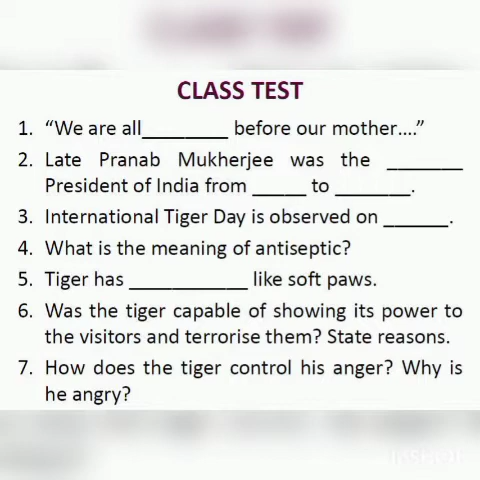 CLASS TEST
1. “We are all________ before our mother....”
2. Late Pranab Mukherjee was the _______
President of India from _____ to _______.
3. International Tiger Day is observed on ______.
4. What is the meaning of antiseptic?
5. Tiger has ___________ like soft paws.
6. Was the tiger capable of showing its power to
the visitors and terrorise them? State reasons.
7. How does the tiger control his anger? Why is
he angry?